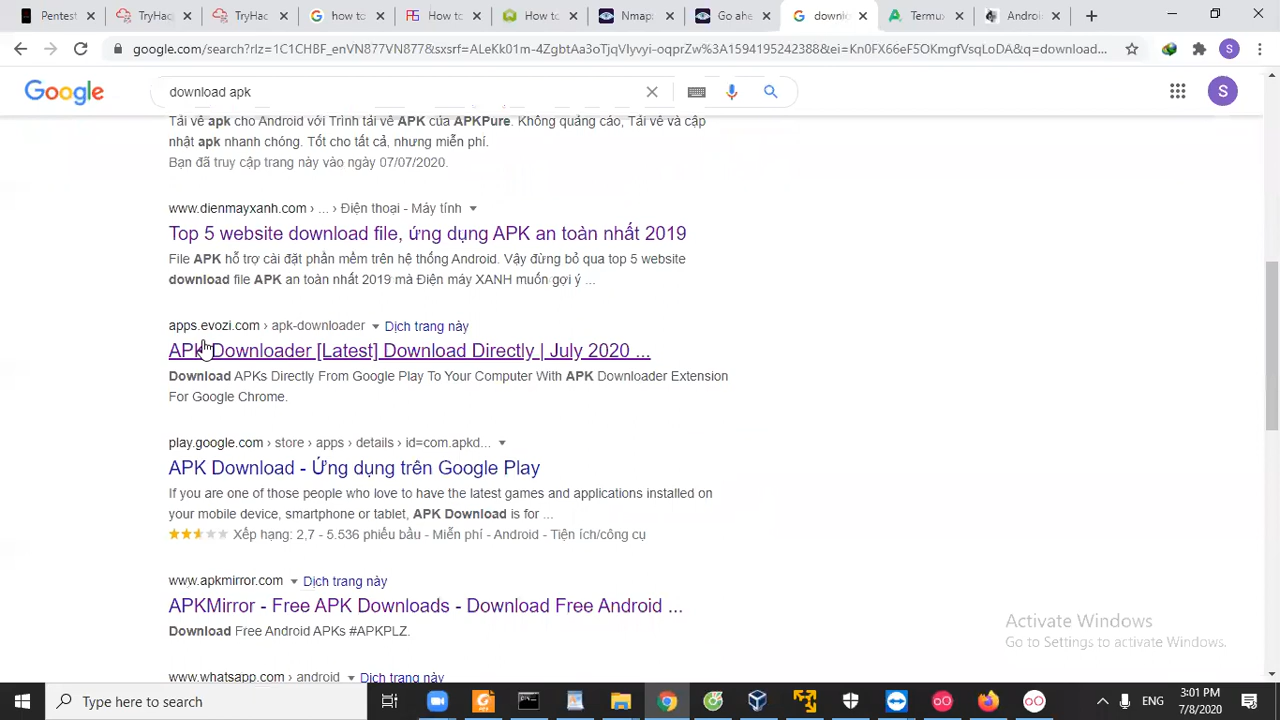 Pentest
TryHac
TryHac
how to
How to
How to
Nmap:
Go ahe
downlo
Termux
Android
google.com/search?rlz=1C1CHBF_enVN877VN877&sxsrf=ALeKk01m-4ZgbtAa3oTjqVIyvyi-oqprZw%3A1594195242388&ei=Kn0FX66eF5OKmgfVsqLoDA&q=download...
S
Google
download apk
S
Tải về apk cho Android với Trình tải về APK của APKPure. Không quảng cáo, Tải về và cập
nhật apk nhanh chóng. Tốt cho tất cả, nhưng miễn phí.
Bạn đã truy cập trang này vào ngày 07/07/2020.
www.dienmayxanh.com › ... › Điện thoại - Máy tính
Top 5 website download file, ứng dụng APK an toàn nhất 2019
File APK hỗ trợ cài đặt phần mềm trên hệ thống Android. Vậy đừng bỏ qua top 5 website
download file APK an toàn nhất 2019 mà Điện máy XANH muốn gợi ý ...
apps.evozi.com › apk-downloader Dịch trang này
APK Downloader [Latest] Download Directly | July 2020 ...
Download APKs Directly From Google Play To Your Computer With APK Downloader Extension
For Google Chrome.
play.google.com › store › apps › details › id=com.apkd...
APK Download - Ứng dụng trên Google Play
If you are one of those people who love to have the latest games and applications installed on
your mobile device, smartphone or tablet, APK Download is for ...
Xếp hạng: 2,7 - 5.536 phiếu bầu - Miễn phí - Android - Tiện ích/công cụ
www.apkmirror.com Dịch trang này
APKMirror - Free APK Downloads - Download Free Android ...
Download Free Android APKs #APKPLZ.
www.whatsapp.com › android Dịch trang này
Activate Windows
Go to Settings to activate Windows.
Type here to search
ENG
3:01 PM
7/8/2020